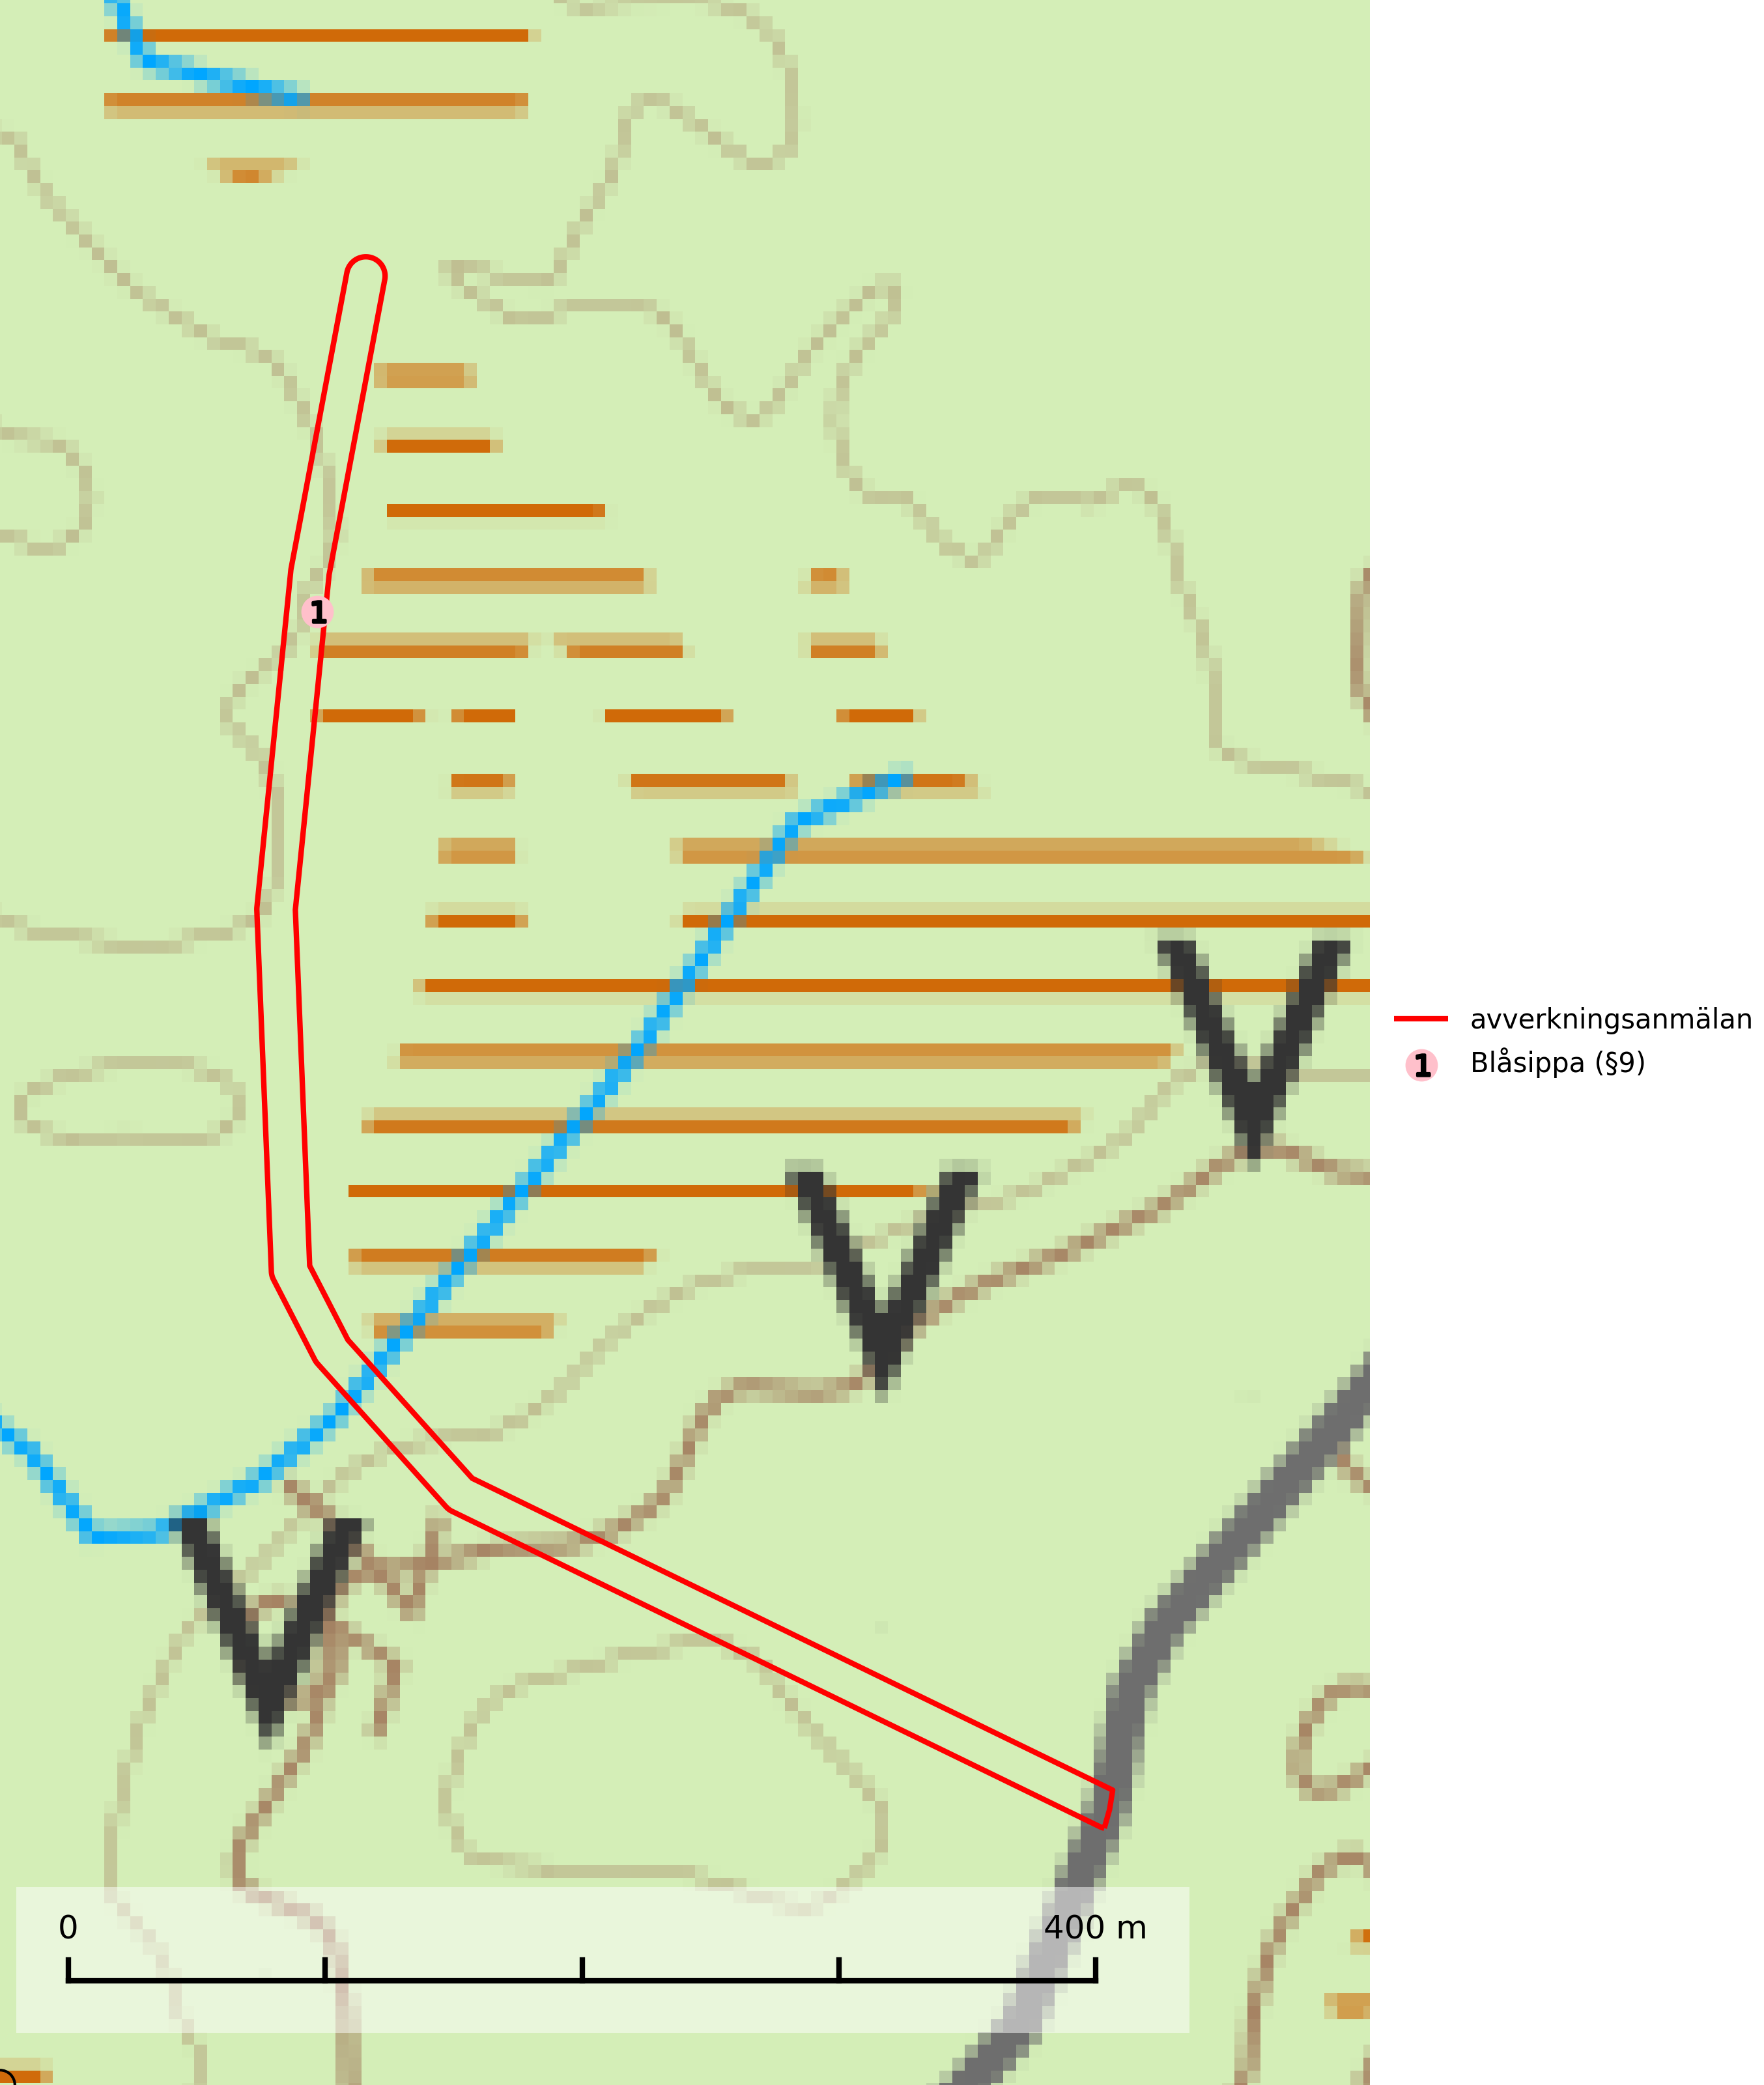 1
avverkningsanmälan
1 Blåsippa (§9)
0 400 m